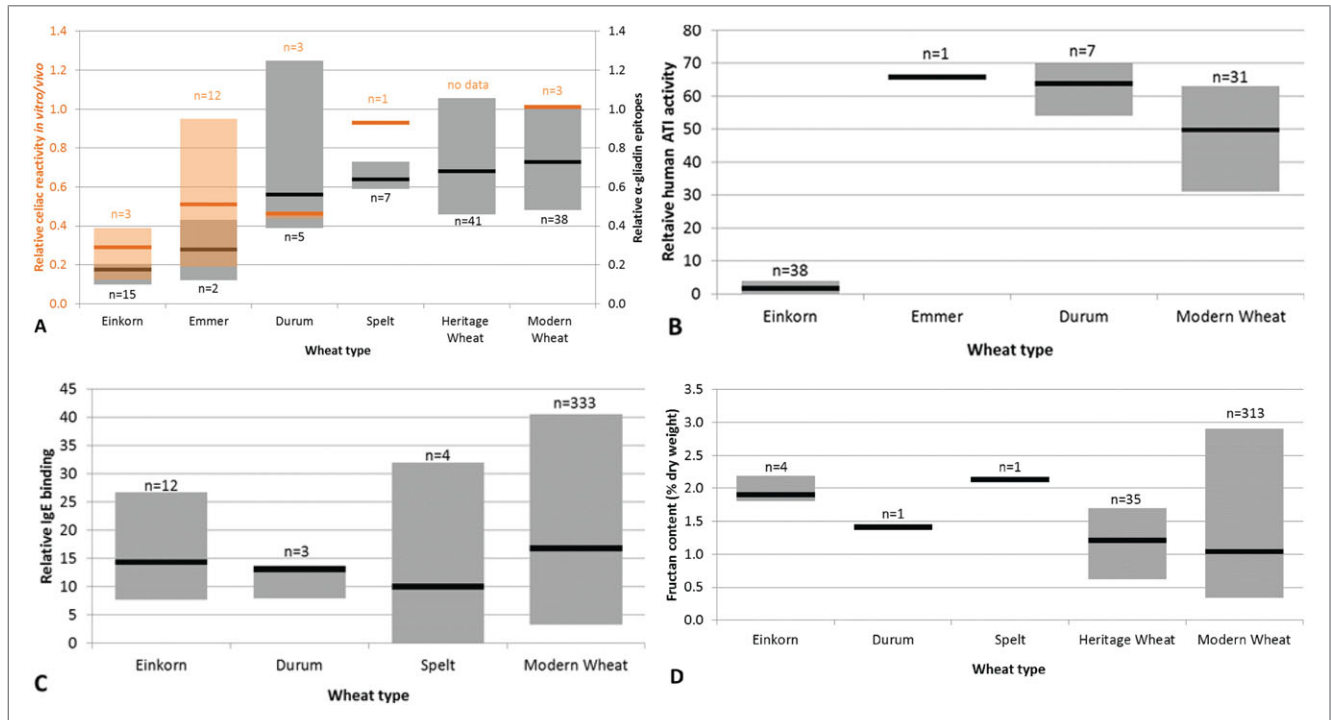 1.4
1.2
1.0
0.8
0.6
0.4
0.2
0.0
Relative celiac reactivity in vitro/vivo
n=3
n=12
n=3
n=1
no data
n=3
n=15
n=2
n=5
n=7
n=41
n=38
1.4
1.2
1.0
0.8
0.6
0.4
0.2
0.0
Relative α-gliadin epitopes
Einkorn
Emmer
Durum
Spelt
Heritage
Wheat
Modern
Wheat
Wheat type
A
80
70
60
50
40
30
20
10
0
Reltaive human ATI activity
n=38
n=1
n=7
n=31
Einkorn
Emmer
Durum
Modern Wheat
Wheat type
B
45
40
35
30
25
20
15
10
5
0
Relative IgE binding
n=12
n=3
n=4
n=333
Einkorn
Durum
Spelt
Modern Wheat
Wheat type
C
3.5
3.0
2.5
2.0
1.5
1.0
0.5
0.0
Fructan content (% dry weight)
n=4
n=1
n=1
n=35
n=313
Einkorn
Durum
Spelt
Heritage Wheat
Modern Wheat
Wheat type
D